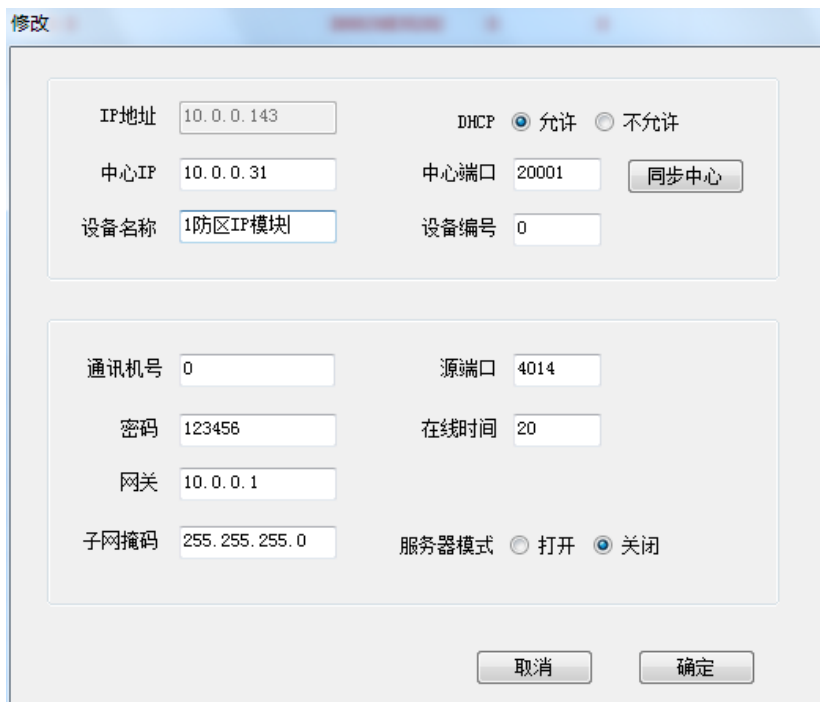 修改
IP地址 10.0.0.143 DHCP 允许 不允许
中心IP 10.0.0.31 中心端口 20001 同步中心
设备名称 1防区IP模块 设备编号 0
通讯机号 0 源端口 4014
密码 123456 在线时间 20
网关 10.0.0.1
子网掩码 255.255.255.0 服务器模式 打开 关闭
取消 确定